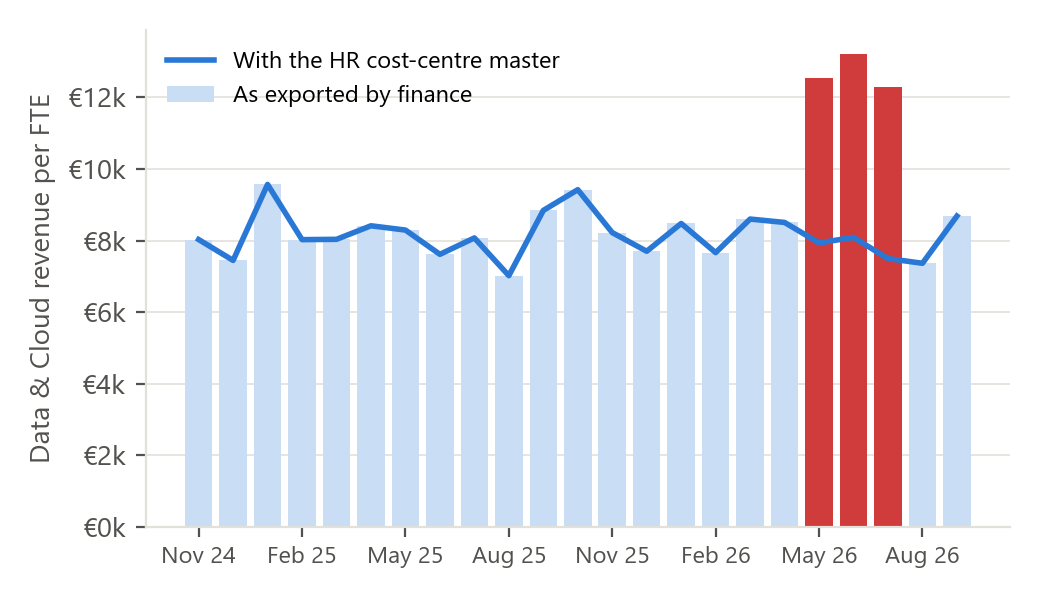 With the HR cost-centre master
As exported by finance
Data & Cloud revenue per FTE
€12k
€10k
€8k
€6k
€4k
€2k
€0k
Nov 24 Feb 25 May 25 Aug 25 Nov 25 Feb 26 May 26 Aug 26